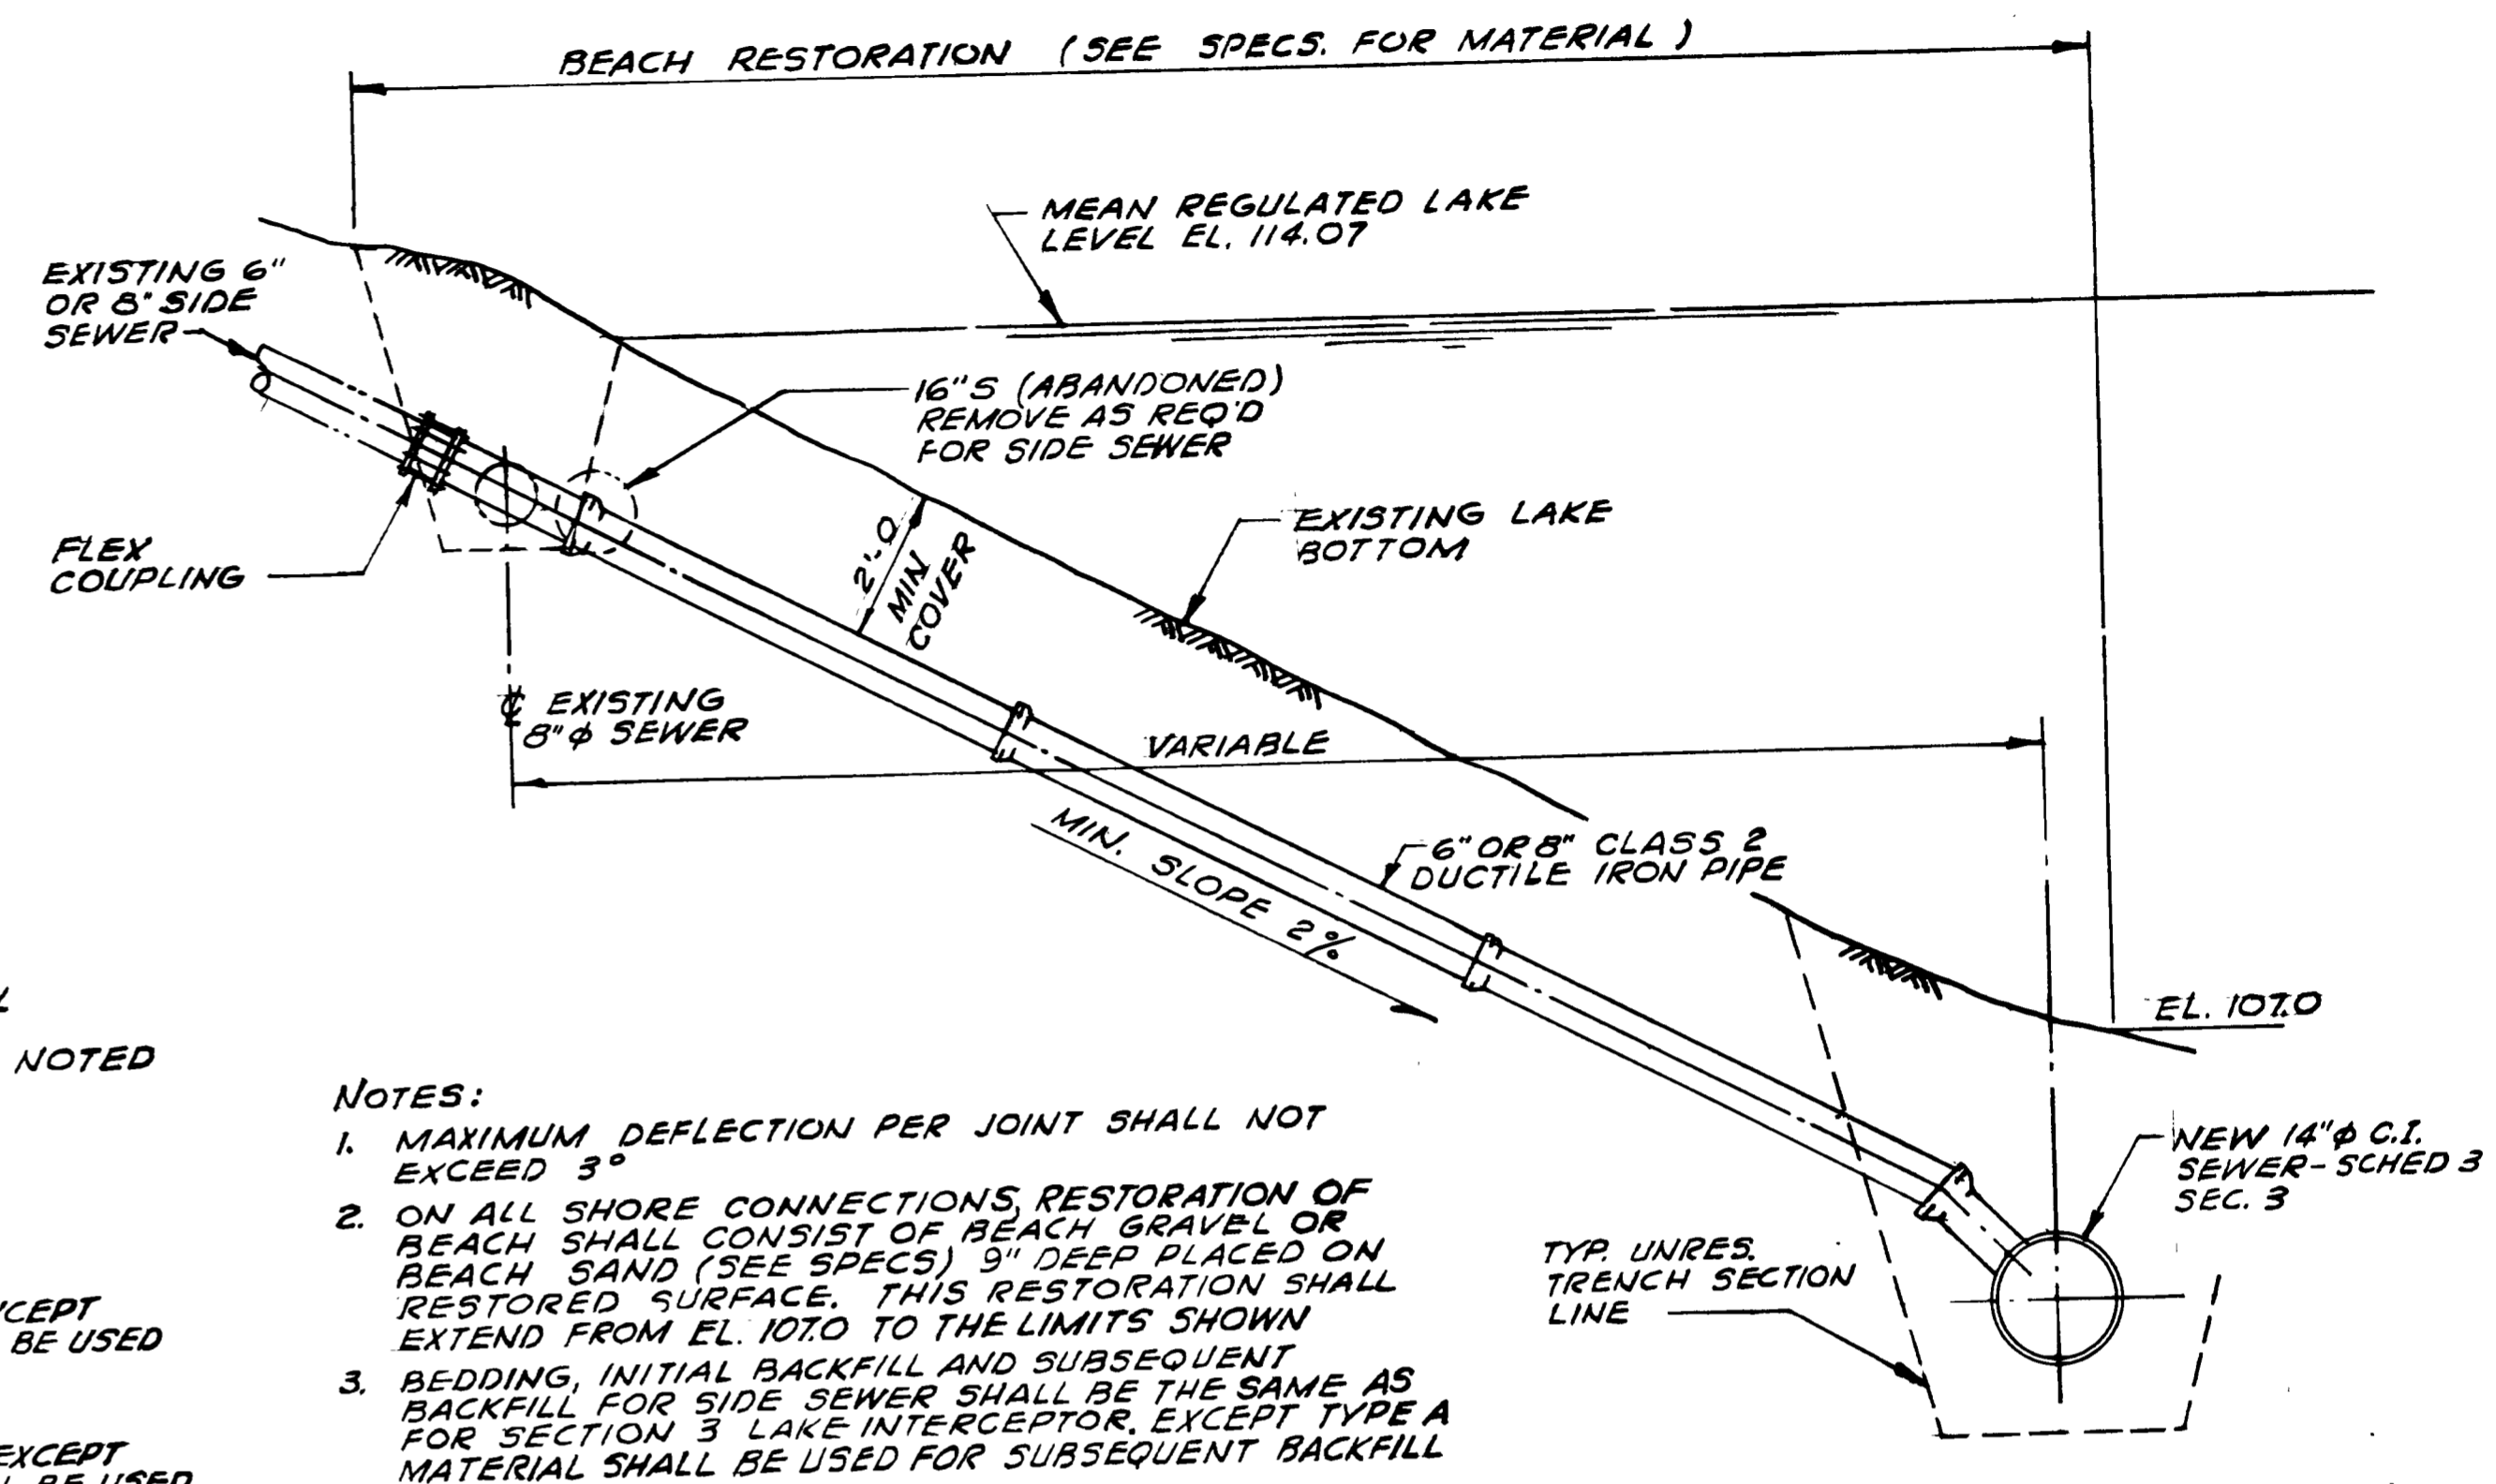 BEACH RESTORATION (SEE SPECS. FOR MATERIAL)
MEAN REGULATED LAKE
LEVEL EL. 114.07
EXISTING 6"
OR 8" SIDE
SEWER
16"S (ABANDONED)
REMOVE AS REQ'D
FOR SIDE SEWER
EXISTING LAKE
BOTTOM
FLEX
COUPLING
2'-0
MIN
COVER
℄ EXISTING
8"ϕ SEWER
VARIABLE
MIN. SLOPE 2%
6" OR 8" CLASS 2
DUCTILE IRON PIPE
EL. 107.0
NEW 14"ϕ C.I.
SEWER-SCHED 3
SEC. 3
TYP. UNRES.
TRENCH SECTION
LINE
NOTED
EXCEPT
BE USED
NOTES:
1. MAXIMUM DEFLECTION PER JOINT SHALL NOT
EXCEED 3°
2. ON ALL SHORE CONNECTIONS, RESTORATION OF
BEACH SHALL CONSIST OF BEACH GRAVEL OR
BEACH SAND (SEE SPECS) 9" DEEP PLACED ON
RESTORED SURFACE. THIS RESTORATION SHALL
EXTEND FROM EL. 107.0 TO THE LIMITS SHOWN
3. BEDDING, INITIAL BACKFILL AND SUBSEQUENT
BACKFILL FOR SIDE SEWER SHALL BE THE SAME AS
FOR SECTION 3 LAKE INTERCEPTOR. EXCEPT TYPE A
MATERIAL SHALL BE USED FOR SUBSEQUENT BACKFILL